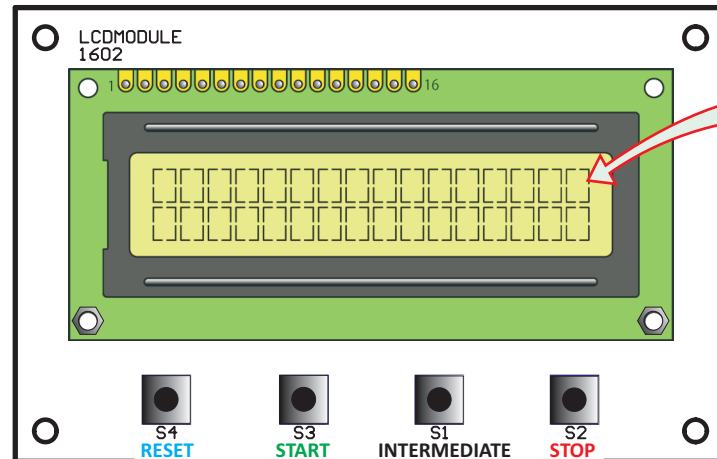 LCDMODULE
1602
1 16
S4 S3 S1 S2
RESET START INTERMEDIATE STOP